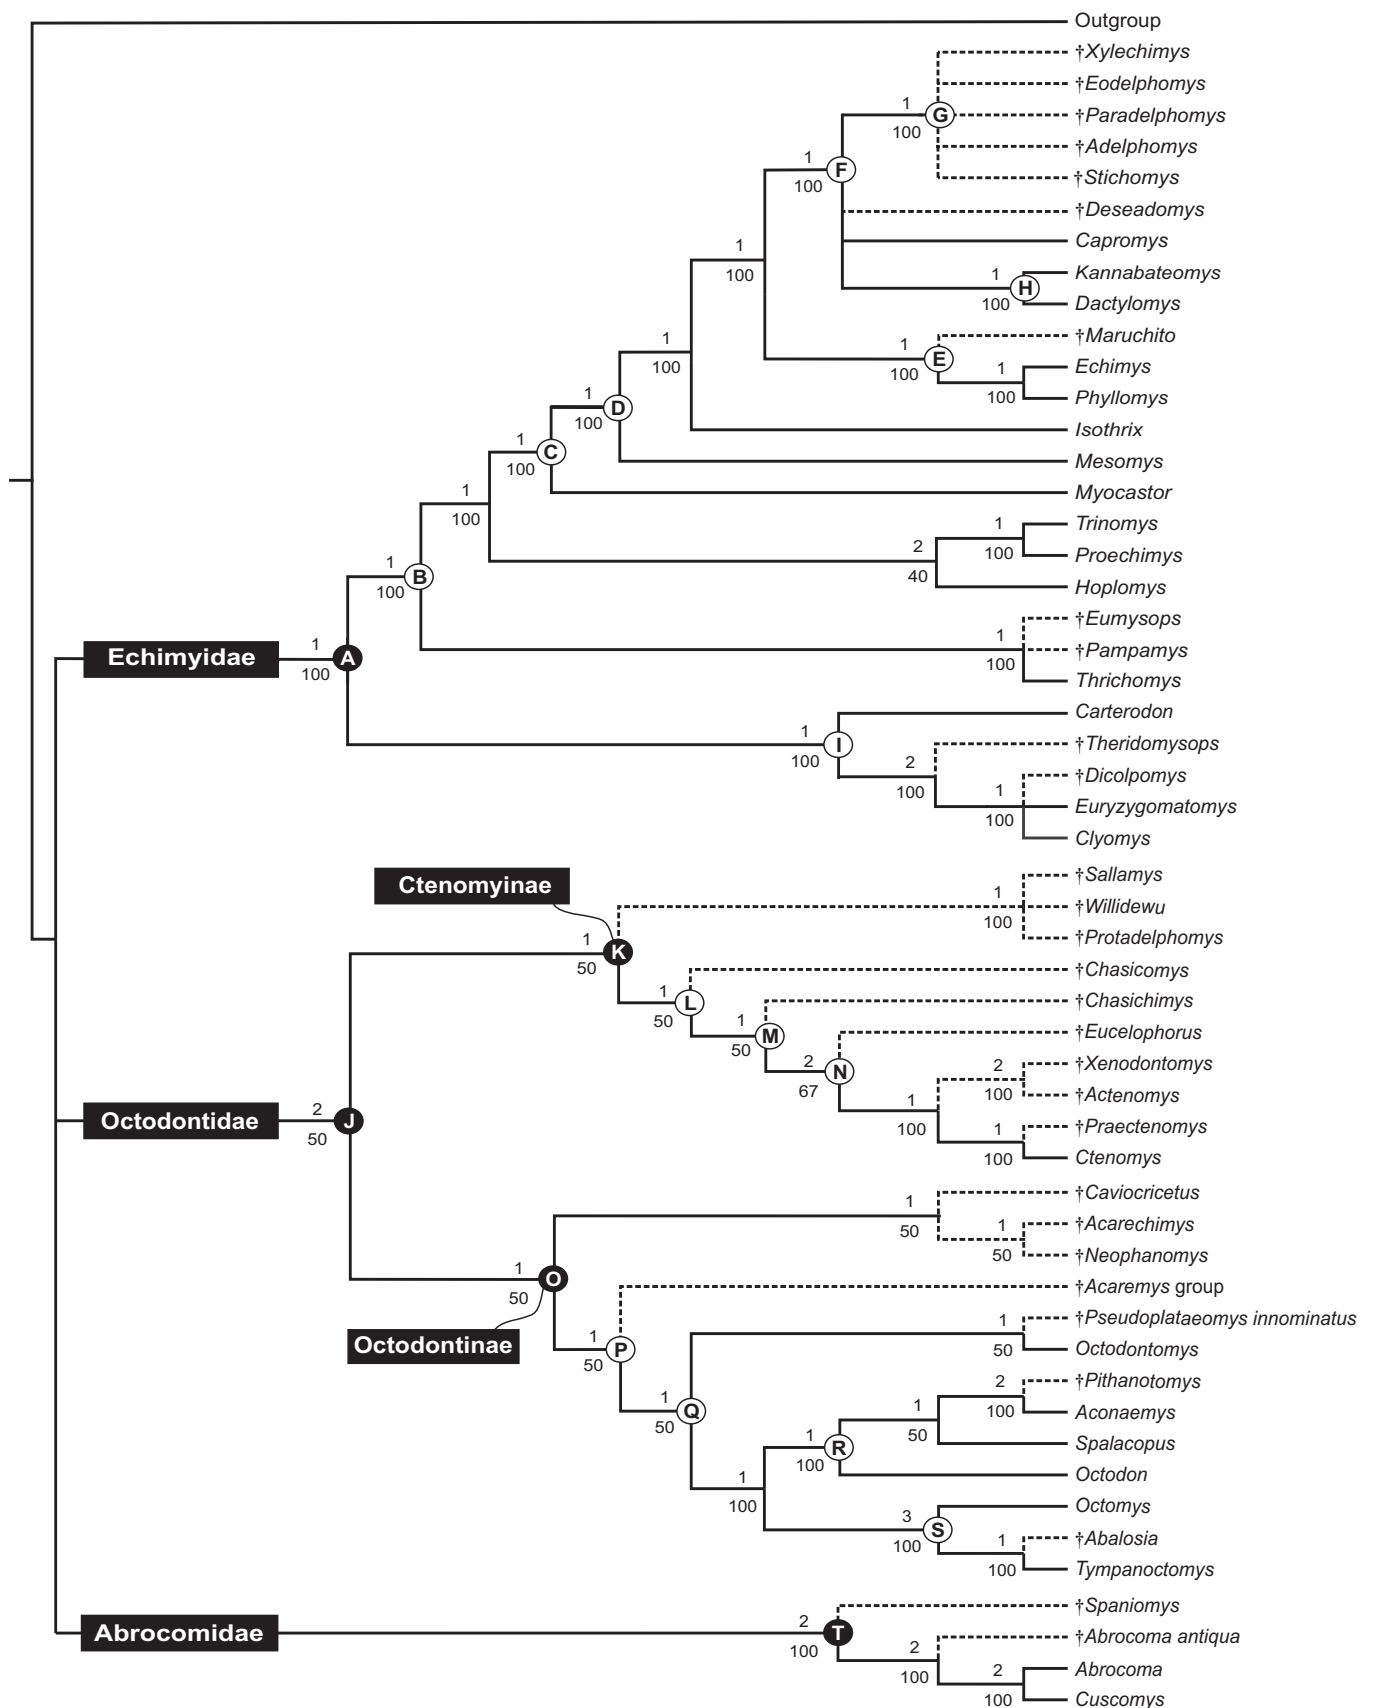 Outgroup
†Xylechimys
†Eodelphomys
1
G
†Paradelphomys
100
†Adelphomys
1
F
†Stichomys
100
†Deseadomys
1
Capromys
100
1
H
Kannabateomys
100
Dactylomys
1
†Maruchito
1
E
100
100
1
Echimys
100
Phyllomys
1
D
100
Isothrix
1
C
100
Mesomys
1
Myocastor
100
1
Trinomys
2
100
Proechimys
1
B
40
Hoplomys
100
†Eumysops
1
Echimyidae
1
A
100
†Pampamys
100
Thrichomys
Carterodon
1
I
†Theridomysops
100
2
†Dicolpomys
100
1
Euryzygomatomys
100
Clyomys
Ctenomyinae
†Sallamys
1
†Willidewu
100
1
K
†Protadelphomys
50
†Chasicomys
1
L
†Chasichimys
50
1
M
†Eucelophorus
50
2
N
2
†Xenodontomys
67
100
†Actenomys
Octodontidae
2
J
1
†Praectenomys
50
100
1
Ctenomys
100
†Caviocricetus
1
1
†Acarechimys
50
50
†Neophanomys
1
O
†Acaremys group
50
1
†Pseudoplataeomys innominatus
Octodontinae
1
P
50
Octodontomys
50
2
†Pithanotomys
1
Q
1
100
Aconaemys
50
1
R
50
Spalacopus
100
1
Octodon
100
Octomys
3
S
1
†Abalosia
100
100
Tympanoctomys
†Spaniomys
Abrocomidae
2
T
†Abrocoma antiqua
100
2
2
Abrocoma
100
100
Cuscomys